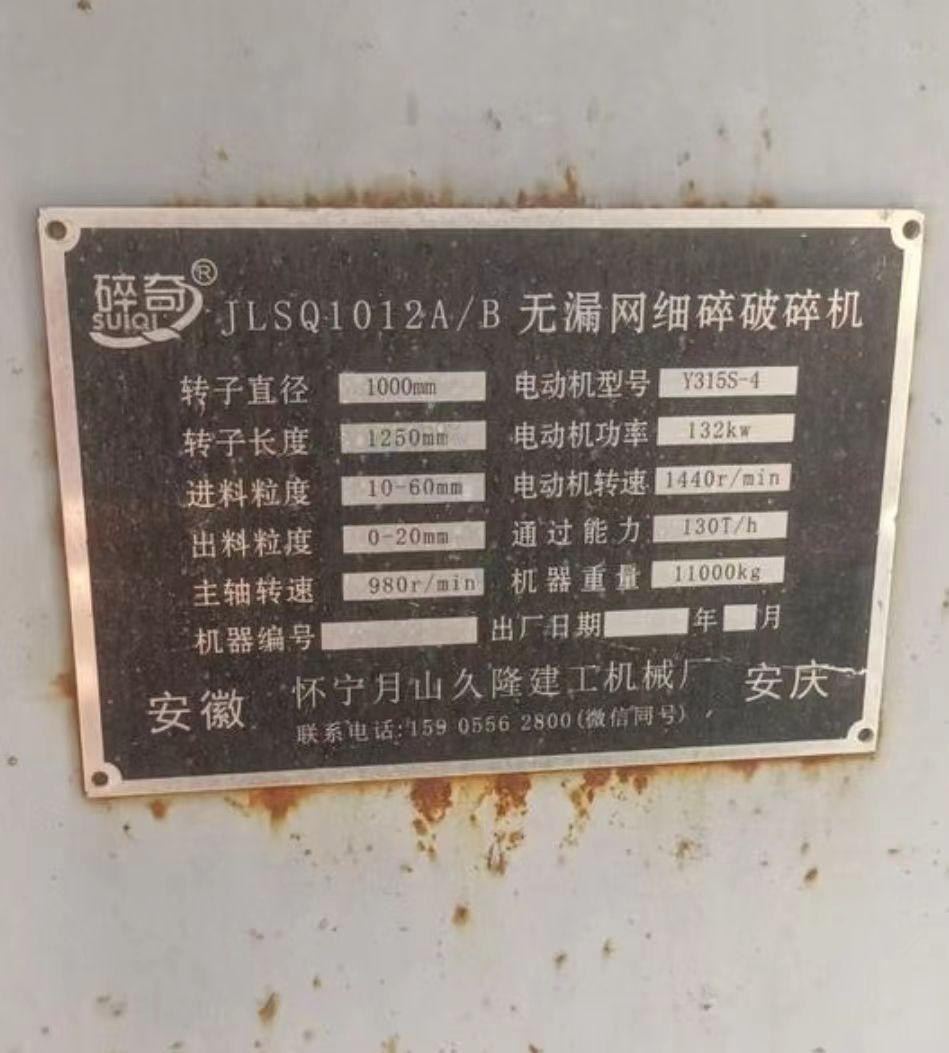 碎奇® SUIQI JLSQ1012A/B 无漏网细碎破碎机
转子直径 1000mm 电动机型号 Y315S-4
转子长度 1250mm 电动机功率 132kw
进料粒度 10-60mm 电动机转速 1440r/min
出料粒度 0-20mm 通过能力 130T/h
主轴转速 980r/min 机器重量 11000kg
机器编号 出厂日期 年 月
安徽 怀宁月山久隆建工机械厂 安庆
联系电话:159 0556 2800(微信同号)